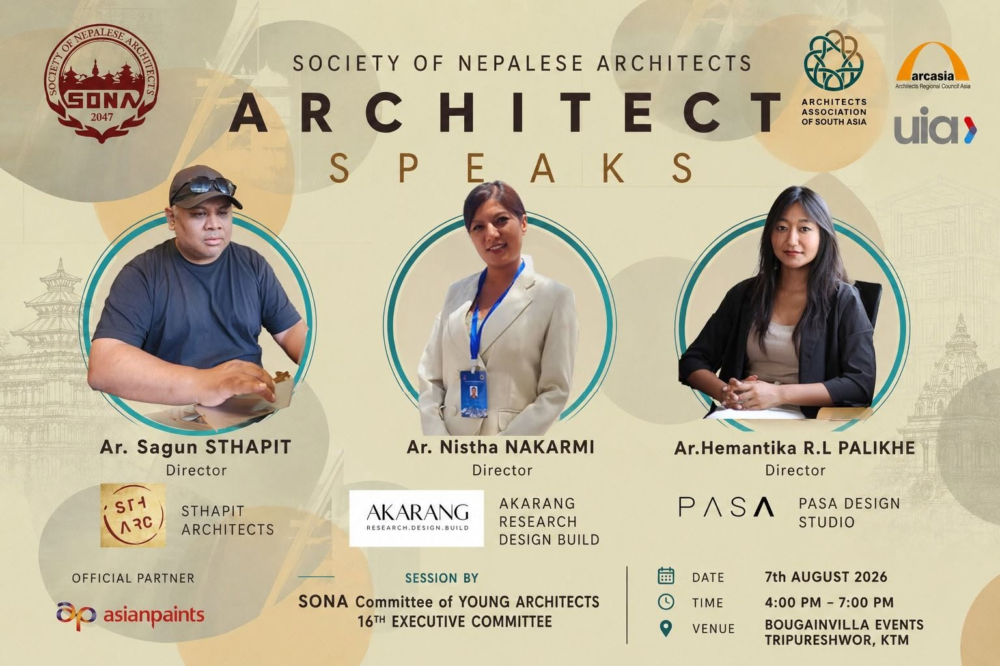 SOCIETY OF NEPALESE ARCHITECTS
SONA
2047
SOCIETY OF NEPALESE ARCHITECTS
ARCHITECT
SPEAKS
ARCHITECTS
ASSOCIATION
OF SOUTH ASIA
arcasia
Architects Regional Council Asia
uia
Ar. Sagun STHAPIT
Director
STH
ARC
STHAPIT
ARCHITECTS
Ar. Nistha NAKARMI
Director
AKARANG
RESEARCH.DESIGN.BUILD
AKARANG
RESEARCH
DESIGN BUILD
Ar.Hemantika R.L PALIKHE
Director
PASA
PASA DESIGN
STUDIO
OFFICIAL PARTNER
ap asianpaints
SESSION BY
SONA Committee of YOUNG ARCHITECTS
16TH EXECUTIVE COMMITTEE
DATE 7th AUGUST 2026
TIME 4:00 PM – 7:00 PM
VENUE BOUGAINVILLA EVENTS
TRIPURESHWOR, KTM